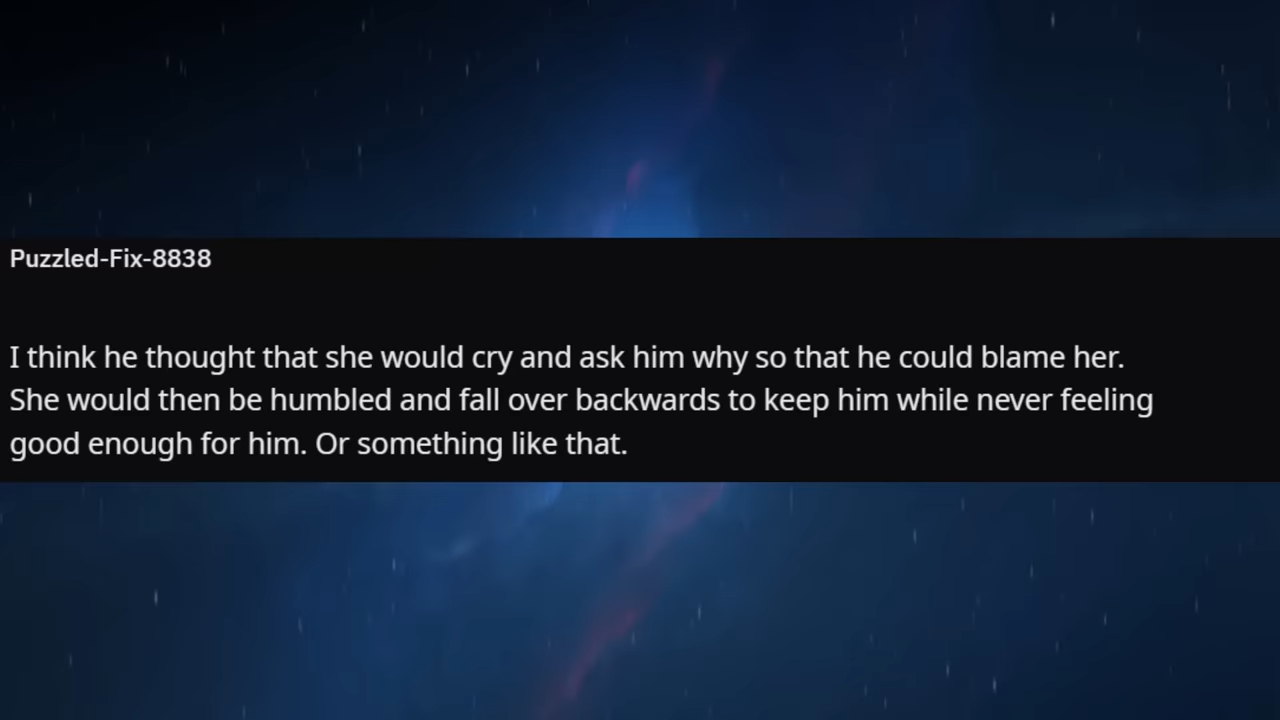 Puzzled-Fix-8838
I think he thought that she would cry and ask him why so that he could blame her.
She would then be humbled and fall over backwards to keep him while never feeling
good enough for him. Or something like that.